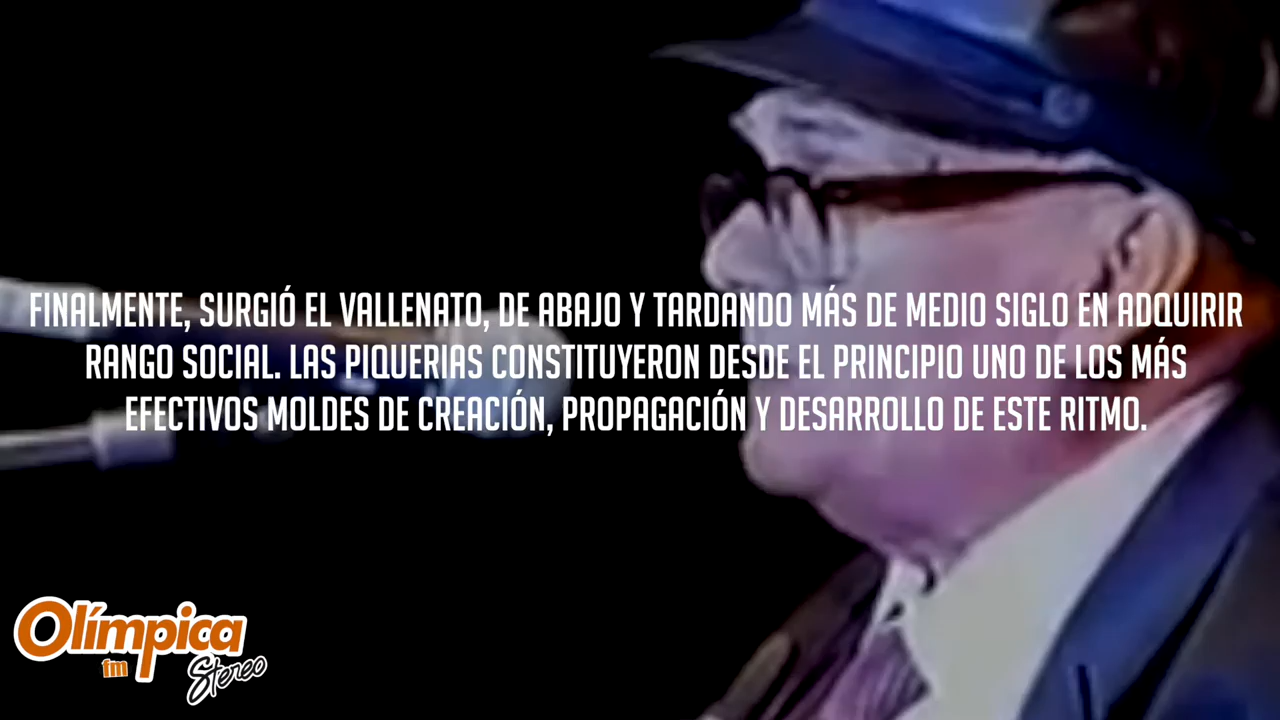 FINALMENTE, SURGIÓ EL VALLENATO, DE ABAJO Y TARDANDO MÁS DE MEDIO SIGLO EN ADQUIRIR
RANGO SOCIAL. LAS PIQUERIAS CONSTITUYERON DESDE EL PRINCIPIO UNO DE LOS MÁS
EFECTIVOS MOLDES DE CREACIÓN, PROPAGACIÓN Y DESARROLLO DE ESTE RITMO.
Olímpica
fm Stereo